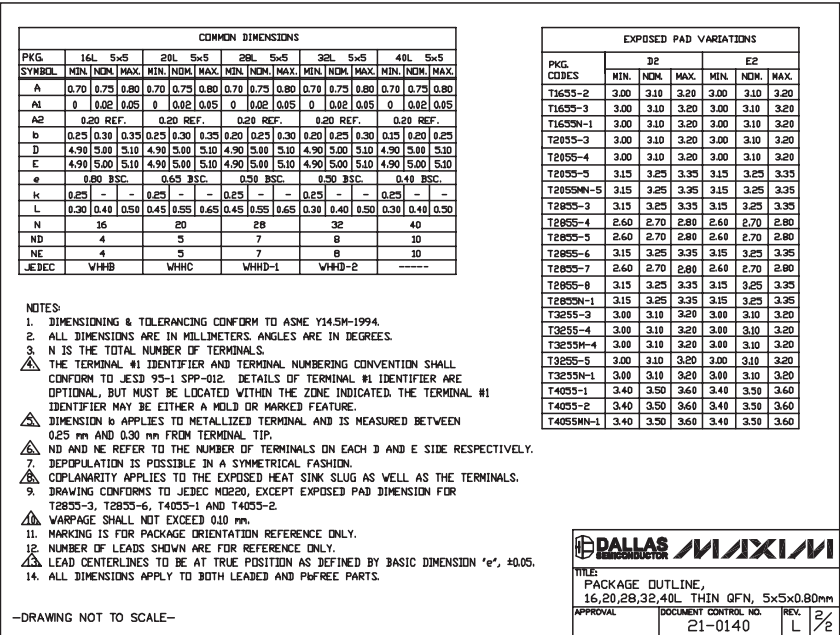 COMMON DIMENSIONS
PKG. 16L 5x5 20L 5x5 28L 5x5 32L 5x5 40L 5x5
SYMBOL MIN. NOM. MAX. MIN. NOM. MAX. MIN. NOM. MAX. MIN. NOM. MAX. MIN. NOM. MAX.
A 0.70 0.75 0.80 0.70 0.75 0.80 0.70 0.75 0.80 0.70 0.75 0.80 0.70 0.75 0.80
A1 0 0.02 0.05 0 0.02 0.05 0 0.02 0.05 0 0.02 0.05 0 0.02 0.05
A2 0.20 REF. 0.20 REF. 0.20 REF. 0.20 REF. 0.20 REF.
b 0.25 0.30 0.35 0.25 0.30 0.35 0.20 0.25 0.30 0.20 0.25 0.30 0.15 0.20 0.25
D 4.90 5.00 5.10 4.90 5.00 5.10 4.90 5.00 5.10 4.90 5.00 5.10 4.90 5.00 5.10
E 4.90 5.00 5.10 4.90 5.00 5.10 4.90 5.00 5.10 4.90 5.00 5.10 4.90 5.00 5.10
e 0.80 BSC. 0.65 BSC. 0.50 BSC. 0.50 BSC. 0.40 BSC.
k 0.25 - - 0.25 - - 0.25 - - 0.25 - - 0.25 - -
L 0.30 0.40 0.50 0.45 0.55 0.65 0.45 0.55 0.65 0.30 0.40 0.50 0.30 0.40 0.50
N 16 20 28 32 40
ND 4 5 7 8 10
NE 4 5 7 8 10
JEDEC WHHB WHHC WHHD-1 WHHD-2 -----
EXPOSED PAD VARIATIONS
PKG. CODES D2 E2
MIN. NOM. MAX. MIN. NOM. MAX.
T1655-2 3.00 3.10 3.20 3.00 3.10 3.20
T1655-3 3.00 3.10 3.20 3.00 3.10 3.20
T1655N-1 3.00 3.10 3.20 3.00 3.10 3.20
T2055-3 3.00 3.10 3.20 3.00 3.10 3.20
T2055-4 3.00 3.10 3.20 3.00 3.10 3.20
T2055-5 3.15 3.25 3.35 3.15 3.25 3.35
T2055MN-5 3.15 3.25 3.35 3.15 3.25 3.35
T2855-3 3.15 3.25 3.35 3.15 3.25 3.35
T2855-4 2.60 2.70 2.80 2.60 2.70 2.80
T2855-5 2.60 2.70 2.80 2.60 2.70 2.80
T2855-6 3.15 3.25 3.35 3.15 3.25 3.35
T2855-7 2.60 2.70 2.80 2.60 2.70 2.80
T2855-8 3.15 3.25 3.35 3.15 3.25 3.35
T2855N-1 3.15 3.25 3.35 3.15 3.25 3.35
T3255-3 3.00 3.10 3.20 3.00 3.10 3.20
T3255-4 3.00 3.10 3.20 3.00 3.10 3.20
T3255M-4 3.00 3.10 3.20 3.00 3.10 3.20
T3255-5 3.00 3.10 3.20 3.00 3.10 3.20
T3255N-1 3.00 3.10 3.20 3.00 3.10 3.20
T4055-1 3.40 3.50 3.60 3.40 3.50 3.60
T4055-2 3.40 3.50 3.60 3.40 3.50 3.60
T4055MN-1 3.40 3.50 3.60 3.40 3.50 3.60
NOTES:
1. DIMENSIONING & TOLERANCING CONFORM TO ASME Y14.5M-1994.
2. ALL DIMENSIONS ARE IN MILLIMETERS. ANGLES ARE IN DEGREES.
3. N IS THE TOTAL NUMBER OF TERMINALS.
4. THE TERMINAL #1 IDENTIFIER AND TERMINAL NUMBERING CONVENTION SHALL
CONFORM TO JESD 95-1 SPP-012. DETAILS OF TERMINAL #1 IDENTIFIER ARE
OPTIONAL, BUT MUST BE LOCATED WITHIN THE ZONE INDICATED. THE TERMINAL #1
IDENTIFIER MAY BE EITHER A MOLD OR MARKED FEATURE.
5. DIMENSION b APPLIES TO METALLIZED TERMINAL AND IS MEASURED BETWEEN
0.25 mm AND 0.30 mm FROM TERMINAL TIP.
6. ND AND NE REFER TO THE NUMBER OF TERMINALS ON EACH D AND E SIDE RESPECTIVELY.
7. DEPOPULATION IS POSSIBLE IN A SYMMETRICAL FASHION.
8. COPLANARITY APPLIES TO THE EXPOSED HEAT SINK SLUG AS WELL AS THE TERMINALS.
9. DRAWING CONFORMS TO JEDEC MO220, EXCEPT EXPOSED PAD DIMENSION FOR
T2855-3, T2855-6, T4055-1 AND T4055-2.
10. WARPAGE SHALL NOT EXCEED 0.10 mm.
11. MARKING IS FOR PACKAGE ORIENTATION REFERENCE ONLY.
12. NUMBER OF LEADS SHOWN ARE FOR REFERENCE ONLY.
13. LEAD CENTERLINES TO BE AT TRUE POSITION AS DEFINED BY BASIC DIMENSION "e", ±0.05.
14. ALL DIMENSIONS APPLY TO BOTH LEADED AND PbFREE PARTS.
-DRAWING NOT TO SCALE-
DALLAS SEMICONDUCTOR MAXIM
TITLE:
PACKAGE OUTLINE,
16,20,28,32,40L THIN QFN, 5x5x0.80mm
APPROVAL DOCUMENT CONTROL NO. REV.
21-0140 L 2/2